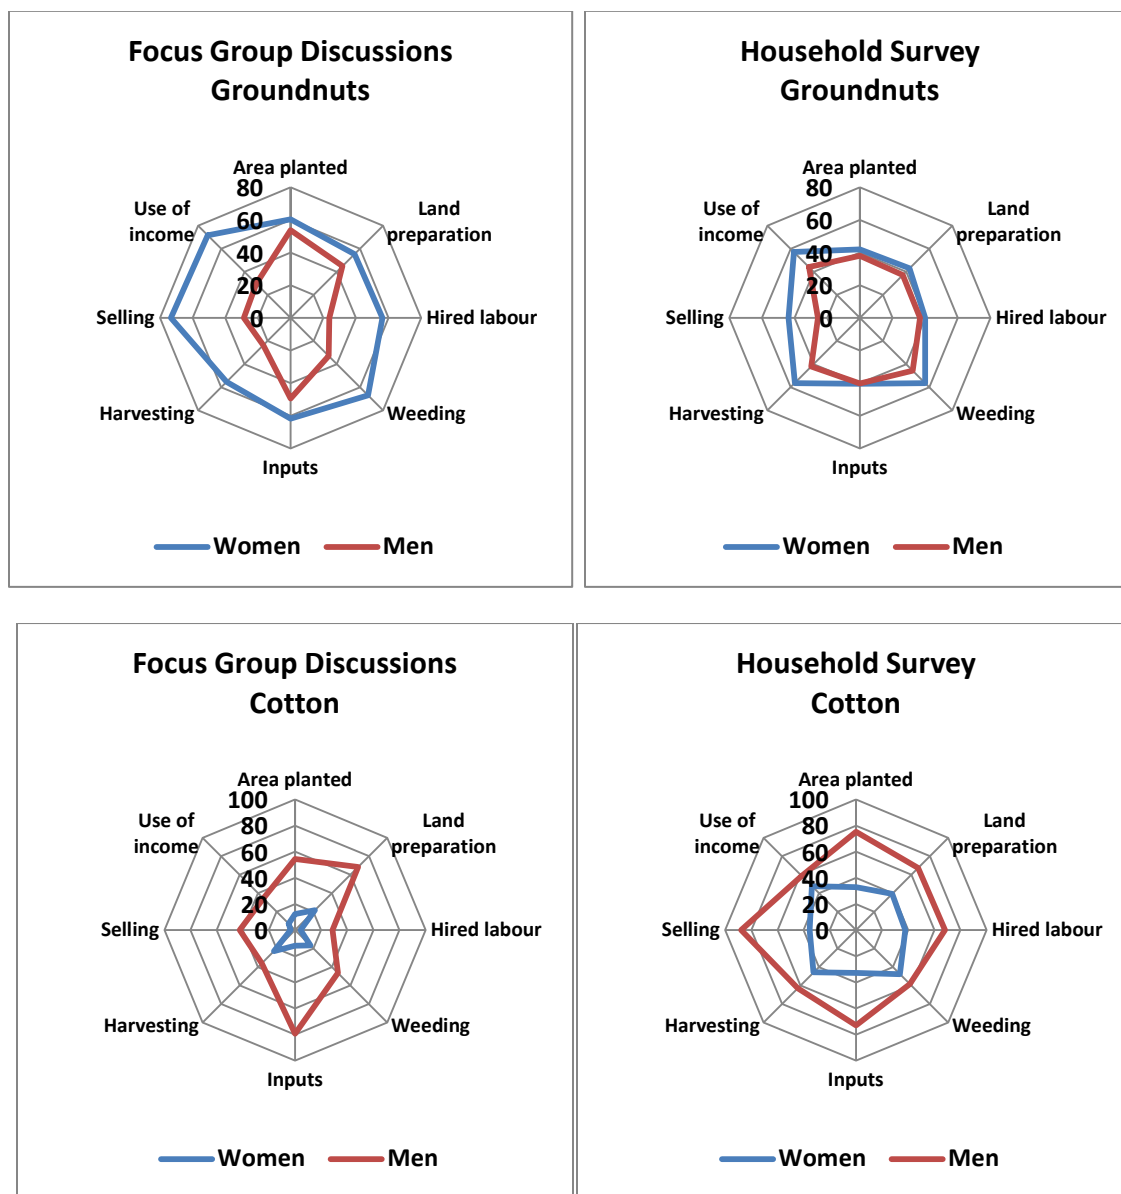 Focus Group Discussions
Groundnuts
Area planted
80
60
40
20
0
Use of
income
Land
preparation
Selling
Hired labour
Harvesting
Weeding
Inputs
Women
Men
Household Survey
Groundnuts
Area planted
80
60
40
20
0
Use of
income
Land
preparation
Selling
Hired labour
Harvesting
Weeding
Inputs
Women
Men
Focus Group Discussions
Cotton
Area planted
100
80
60
40
20
0
Use of
income
Land
preparation
Selling
Hired labour
Harvesting
Weeding
Inputs
Women
Men
Household Survey
Cotton
Area planted
100
80
60
40
20
0
Use of
income
Land
preparation
Selling
Hired labour
Harvesting
Weeding
Inputs
Women
Men